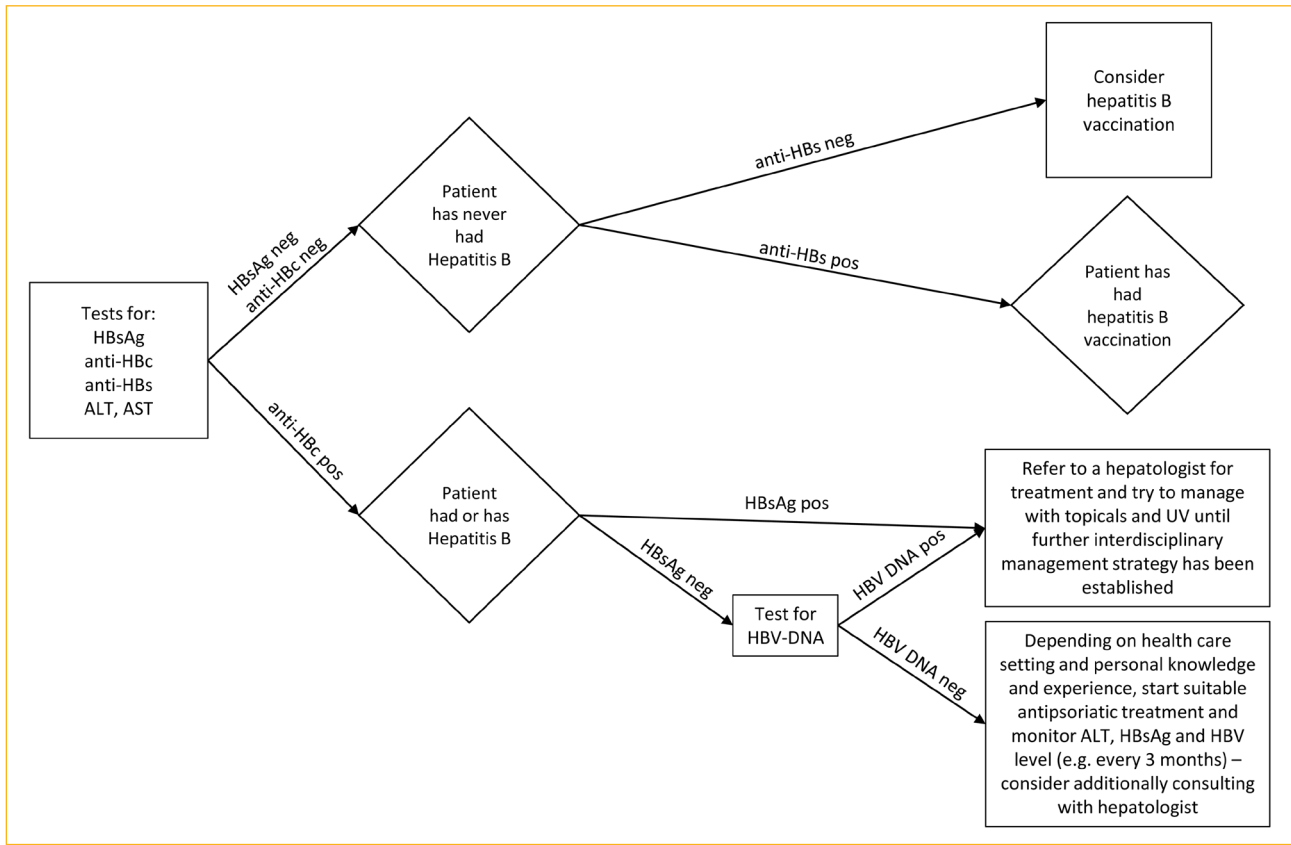 Tests for:
HBsAg
anti-HBc
anti-HBs
ALT, AST
HBsAg neg
anti-HBc neg
Patient
has never
had
Hepatitis B
anti-HBs neg
Consider
hepatitis B
vaccination
anti-HBs pos
Patient has
had
hepatitis B
vaccination
anti-HBc pos
Patient
had or has
Hepatitis B
HBsAg pos
HBsAg neg
Test for
HBV-DNA
HBV DNA pos
Refer to a hepatologist for
treatment and try to manage
with topicals and UV until
further interdisciplinary
management strategy has been
established
HBV DNA neg
Depending on health care
setting and personal knowledge
and experience, start suitable
antipsoriatic treatment and
monitor ALT, HBsAg and HBV
level (e.g. every 3 months) –
consider additionally consulting
with hepatologist